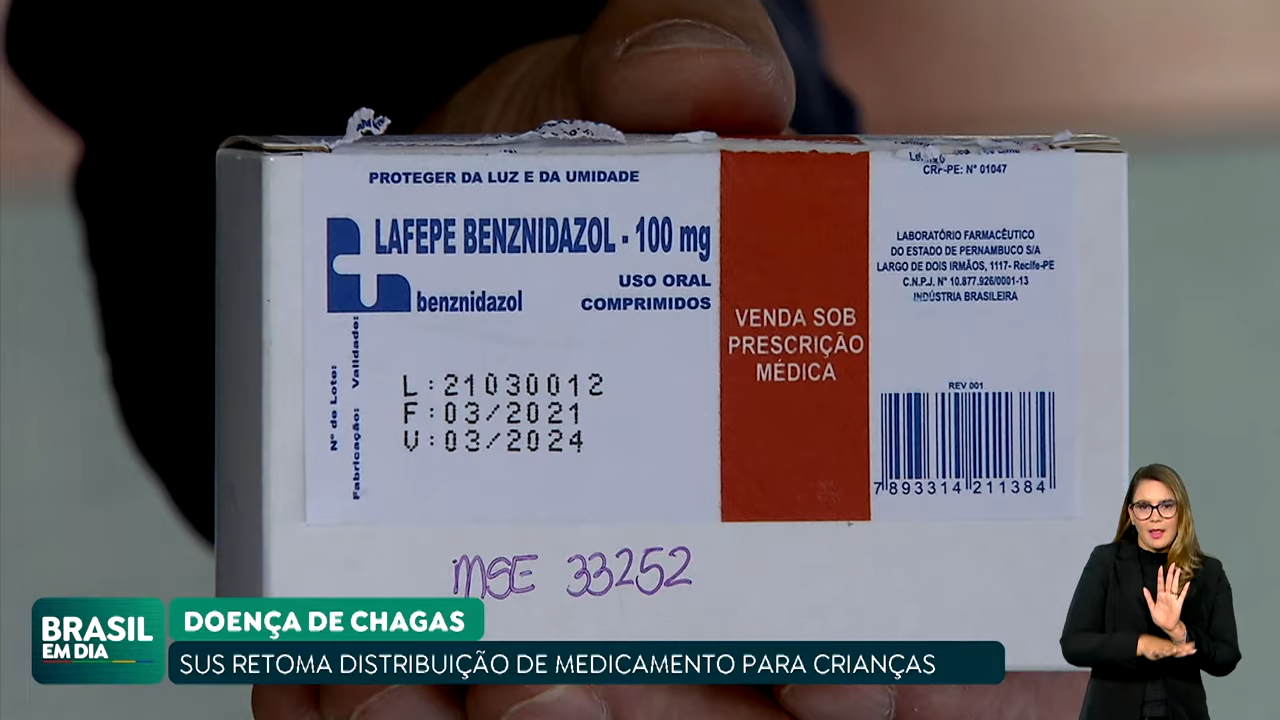 PROTEGER DA LUZ E DA UMIDADE
LAFEPE BENZNIDAZOL - 100 mg
benznidazol
USO ORAL
COMPRIMIDOS
Nº de Lote:
Fabricação: Validade:
L:21030012
F:03/2021
V:03/2024
VENDA SOB
PRESCRIÇÃO
MÉDICA
CRF-PE: N° 01047
LABORATÓRIO FARMACÊUTICO
DO ESTADO DE PERNAMBUCO S/A
LARGO DE DOIS IRMÃOS, 1117- Recife-PE
C.N.P.J. N° 10.877.926/0001-13
INDÚSTRIA BRASILEIRA
REV 001
7 893314 211384
MSE 33252
BRASIL
EM DIA
DOENÇA DE CHAGAS
SUS RETOMA DISTRIBUIÇÃO DE MEDICAMENTO PARA CRIANÇAS